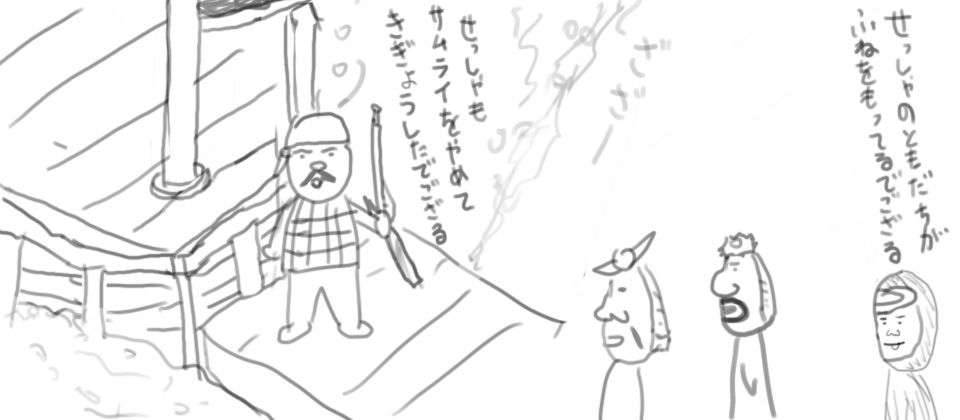 せっしゃのともだちが
ふねをもってるでござる
ざざー
せっしゃも
サムライをやめて
きぎょうしたでござる